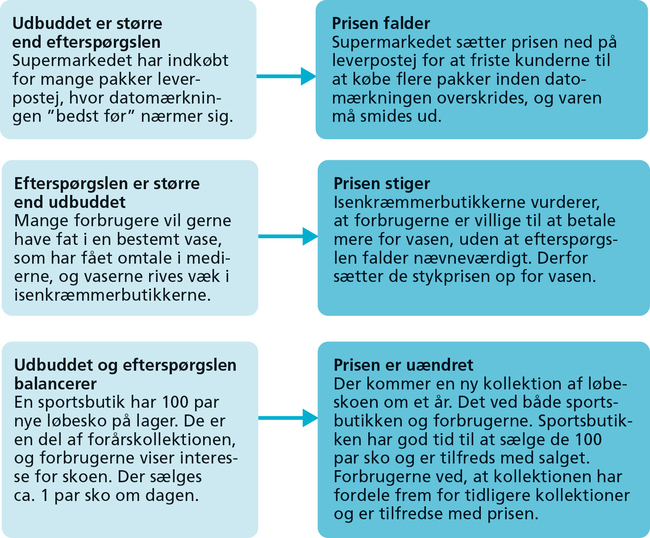 Udbuddet er større
end efterspørgslen
Supermarkedet har indkøbt
for mange pakker lever-
postej, hvor datomærknin-
gen ”bedst før” nærmer sig.
Prisen falder
Supermarkedet sætter prisen ned på
leverpostej for at friste kunderne til
at købe flere pakker inden dato-
mærkningen overskrides, og varen
må smides ud.
Efterspørgslen er større
end udbuddet
Mange forbrugere vil gerne
have fat i en bestemt vase,
som har fået omtale i medi-
erne, og vaserne rives væk i
isenkræmmerbutikkerne.
Prisen stiger
Isenkræmmerbutikkerne vurderer,
at forbrugerne er villige til at betale
mere for vasen, uden at efterspørgs-
len falder nævneværdigt. Derfor
sætter de stykprisen op for vasen.
Udbuddet og efterspørgslen
balancerer
En sportsbutik har 100 par
nye løbesko på lager. De er
en del af forårskollektionen,
og forbrugerne viser interes-
se for skoen. Der sælges
ca. 1 par sko om dagen.
Prisen er uændret
Der kommer en ny kollektion af løbe-
skoen om et år. Det ved både sports-
butikken og forbrugerne. Sportsbutik-
ken har god tid til at sælge de 100
par sko og er tilfreds med salget.
Forbrugerne ved, at kollektionen har
fordele frem for tidligere kollektioner
og er tilfredse med prisen.